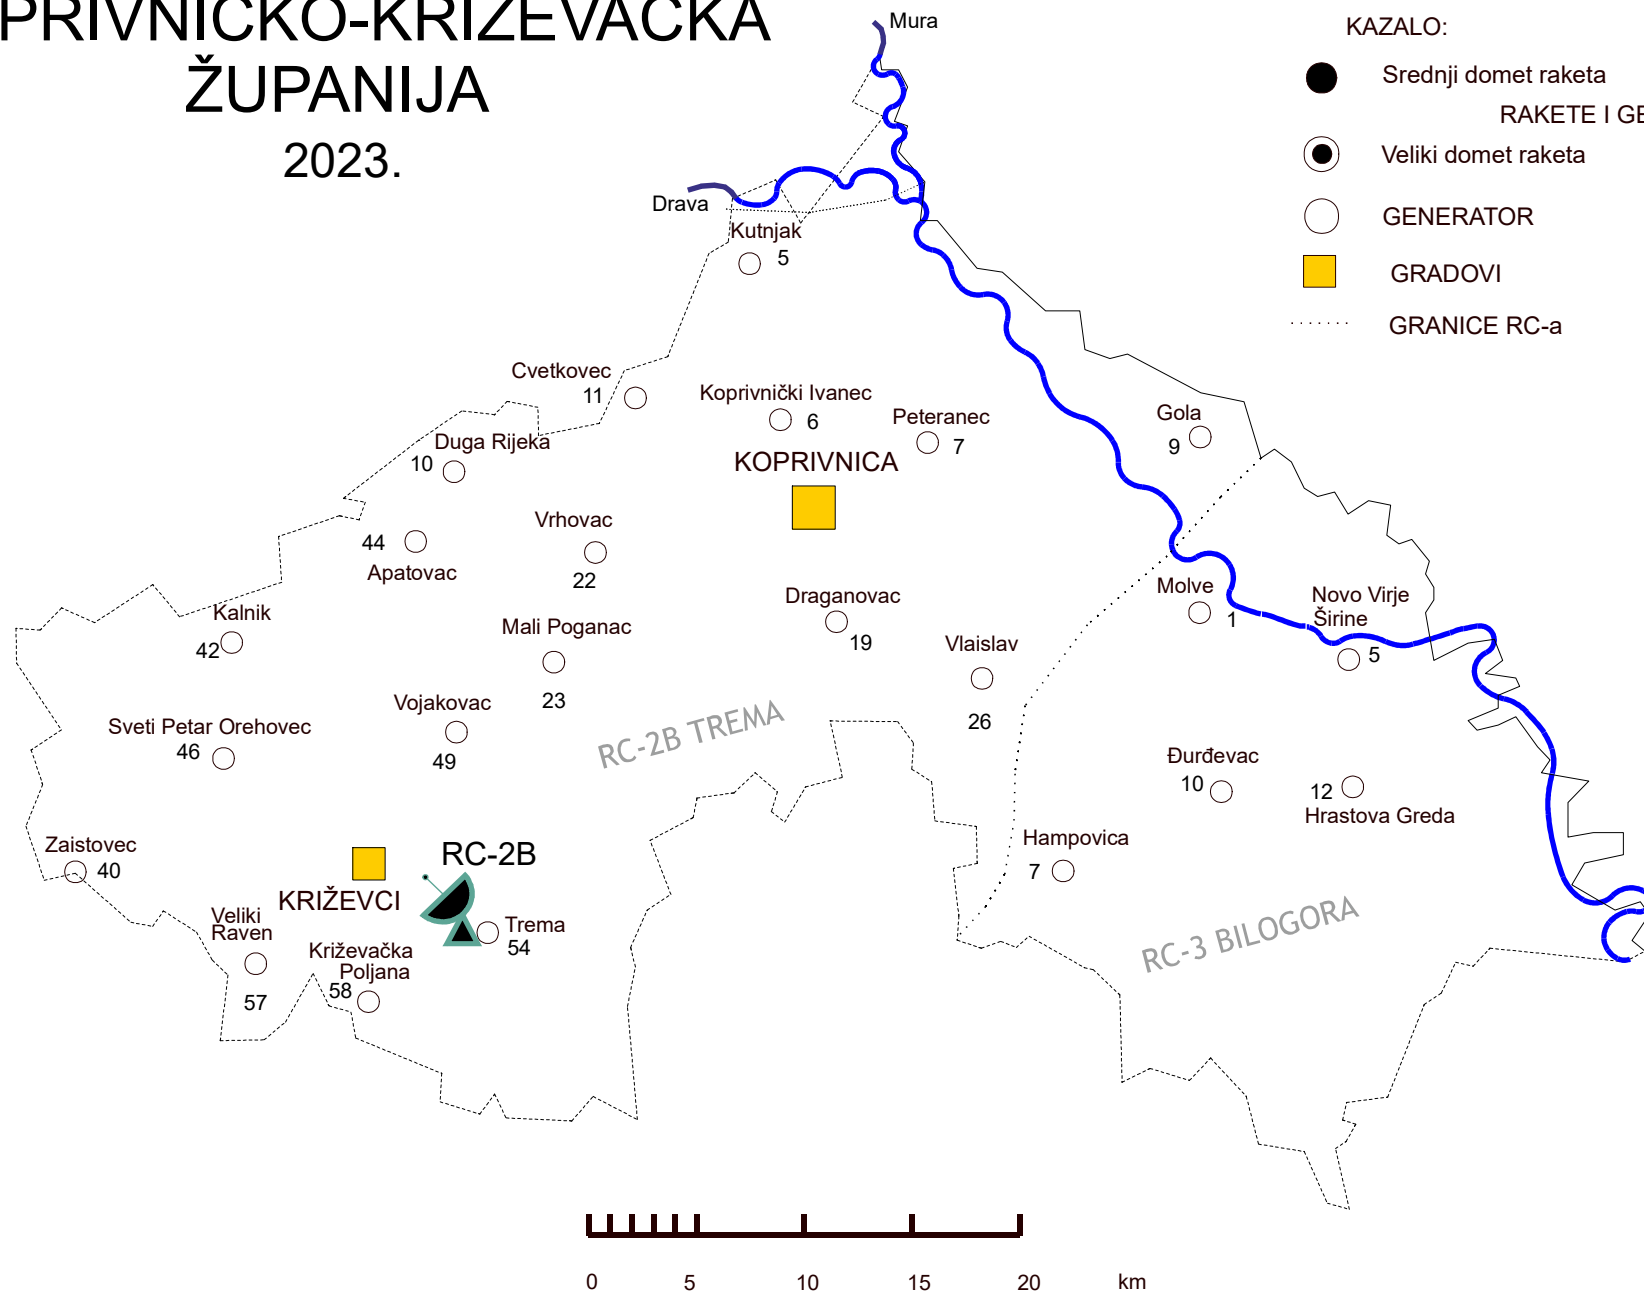 PRIVNIČKO-KRIŽEVAČKA
ŽUPANIJA
2023.
Mura
Drava
KAZALO:
Srednji domet raketa
RAKETE I GE
Veliki domet raketa
GENERATOR
GRADOVI
GRANICE RC-a
Kutnjak
5
Cvetkovec
11
Koprivnički Ivanec
6
Peteranec
7
Gola
9
Duga Rijeka
10
KOPRIVNICA
Vrhovac
22
44
Apatovac
Kalnik
42
Mali Poganac
23
Draganovac
19
Vlaislav
26
Molve
1
Novo Virje
Širine
5
Vojakovac
49
Sveti Petar Orehovec
46
RC-2B TREMA
Đurđevac
10
12
Hrastova Greda
Hampovica
7
Zaistovec
40
RC-2B
KRIŽEVCI
Veliki
Raven
57
Trema
54
Križevačka
Poljana
58
RC-3 BILOGORA
0 5 10 15 20 km